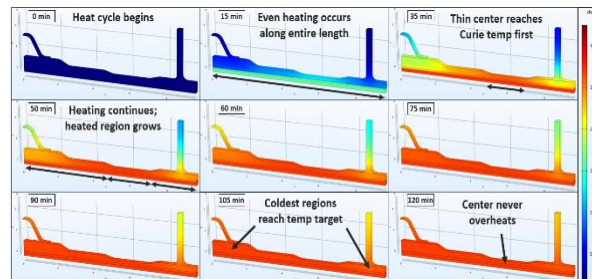 0 min
Heat cycle begins
15 min
Even heating occurs
along entire length
35 min
Thin center reaches
Curie temp first
50 min
Heating continues;
heated region grows
60 min
75 min
90 min
105 min
Coldest regions
reach temp target
120 min
Center never
overheats